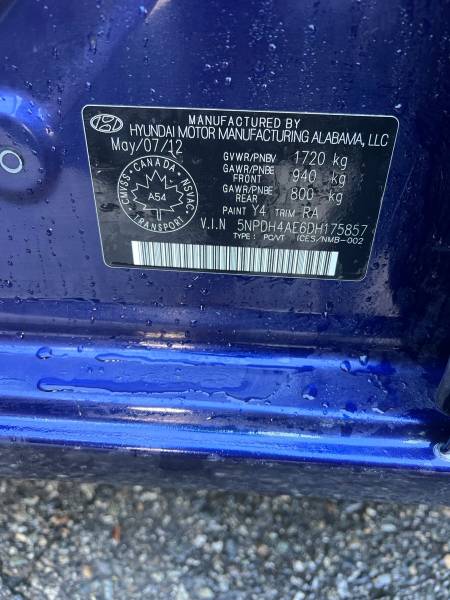 MANUFACTURED BY
HYUNDAI MOTOR MANUFACTURING ALABAMA, LLC
May/07/12
GVWR/PNBV 1720 kg
GAWR/PNBE FRONT 940 kg
GAWR/PNBE REAR 800 kg
CANADA
CMVSS NSVAC
A54
TRANSPORT
PAINT Y4 TRIM RA
V.I.N 5NPDH4AE6DH175857
TYPE: PC/VT (CES/NMB-002